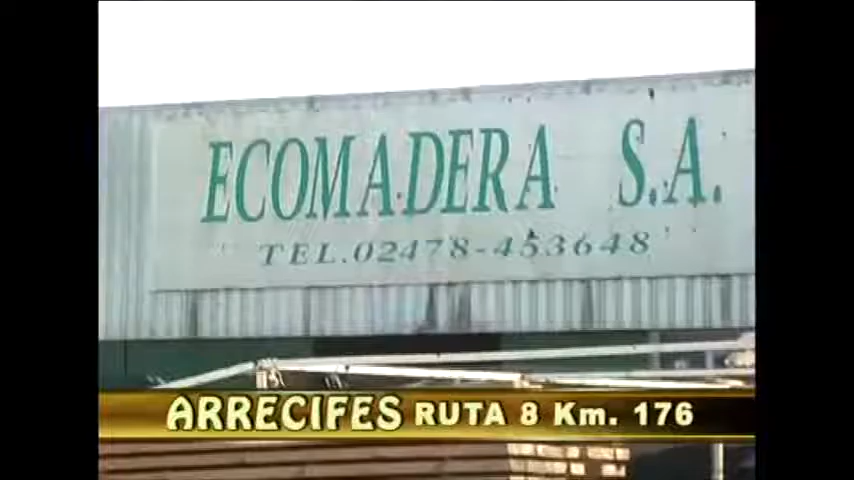 ECOMADERA S.A.
TEL.02478-453648
ARRECIFES RUTA 8 Km. 176